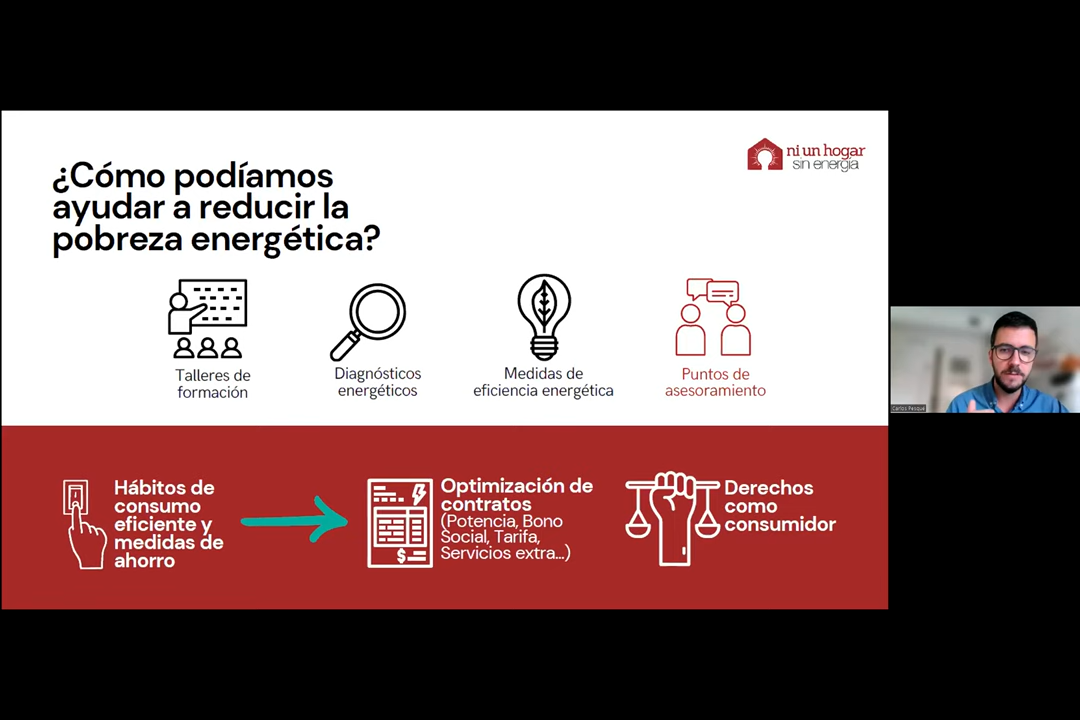 ¿Cómo podíamos
ayudar a reducir la
pobreza energética?
ni un hogar
sin energía
Talleres de
formación
Diagnósticos
energéticos
Medidas de
eficiencia energética
Puntos de
asesoramiento
Hábitos de
consumo
eficiente y
medidas de
ahorro
Optimización de
contratos
(Potencia, Bono
Social, Tarifa,
Servicios extra...)
Derechos
como
consumidor
Carlos Pesqué